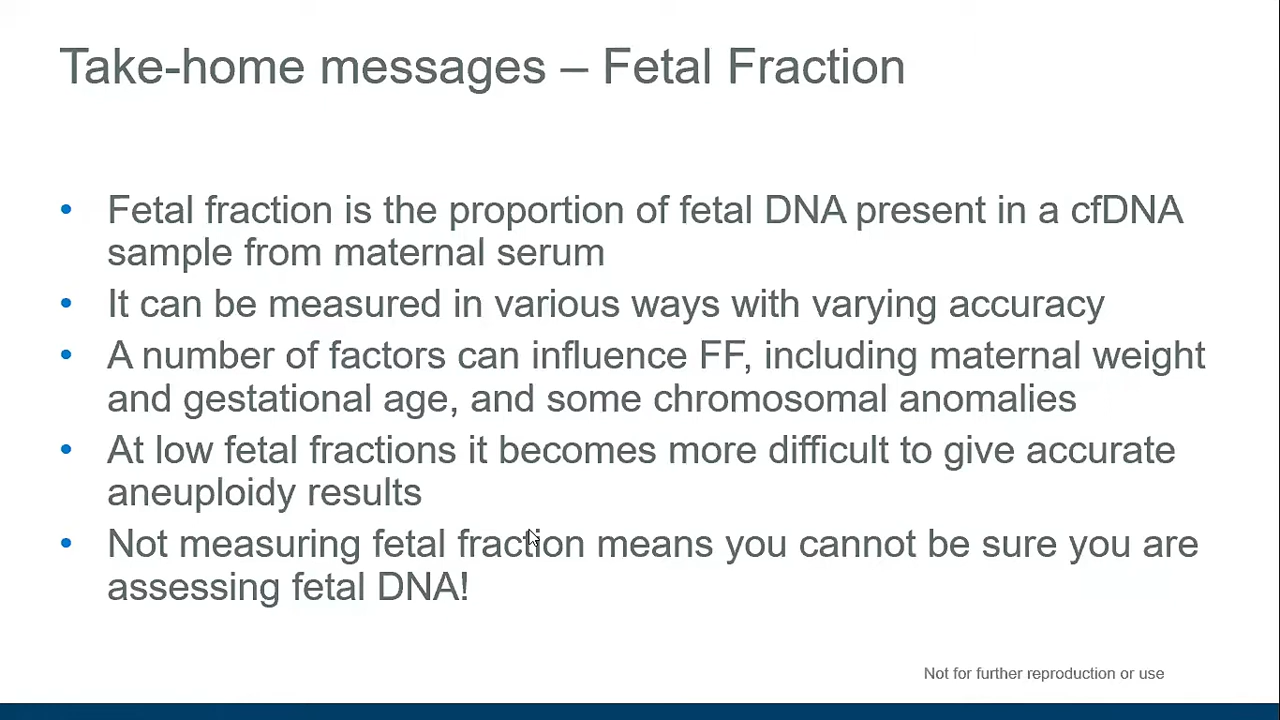 Take-home messages – Fetal Fraction
• Fetal fraction is the proportion of fetal DNA present in a cfDNA
sample from maternal serum
• It can be measured in various ways with varying accuracy
• A number of factors can influence FF, including maternal weight
and gestational age, and some chromosomal anomalies
• At low fetal fractions it becomes more difficult to give accurate
aneuploidy results
• Not measuring fetal fraction means you cannot be sure you are
assessing fetal DNA!
Not for further reproduction or use